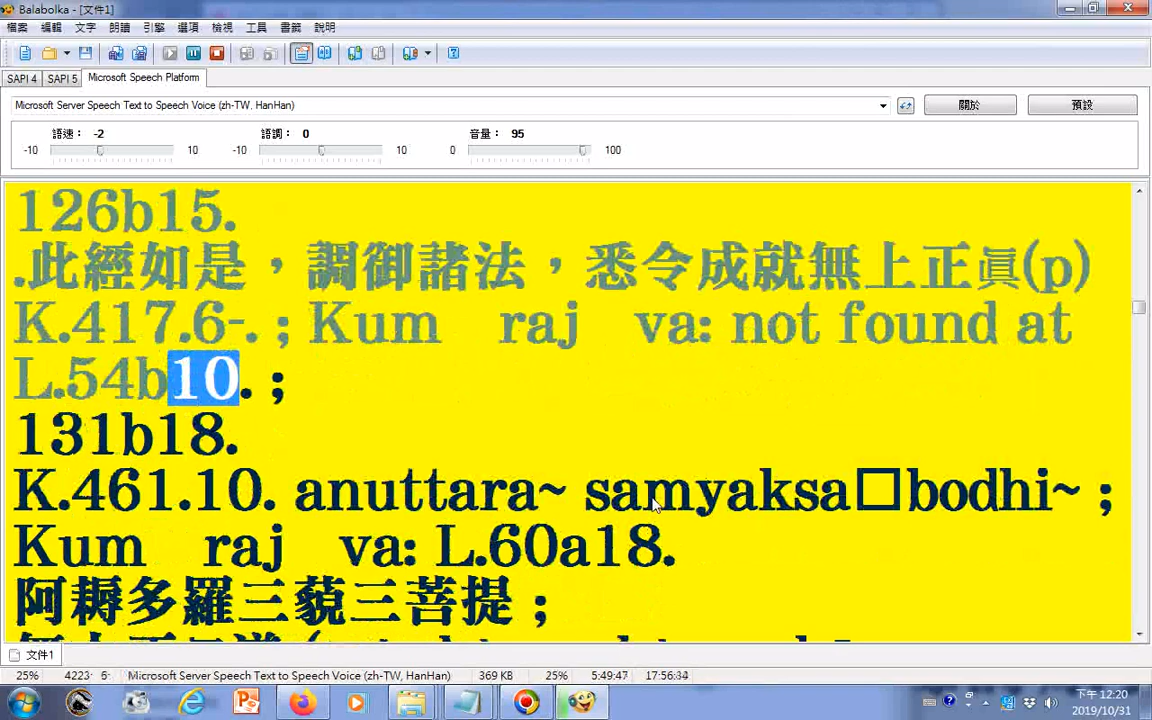 Balabolka - [文件1]
檔案 編輯 文字 朗讀 引擎 選項 檢視 工具 書籤 說明
SAPI 4 SAPI 5 Microsoft Speech Platform
Microsoft Server Speech Text to Speech Voice (zh-TW, HanHan) 關於 預設
語速： -2 語調： 0 音量： 95
-10 10 -10 10 0 100
126b15.
.此經如是，調御諸法，悉令成就無上正眞(p)
K.417.6-. ; Kum raj va: not found at
L.54b10. ;
131b18.
K.461.10. anuttara~ samyaksa□bodhi~ ;
Kum raj va: L.60a18.
阿耨多羅三藐三菩提；
文件1
25% 4223: 6: Microsoft Server Speech Text to Speech Voice (zh-TW, HanHan) 369 KB 25% 5:49:47 17:56:34
下午 12:20
2019/10/31